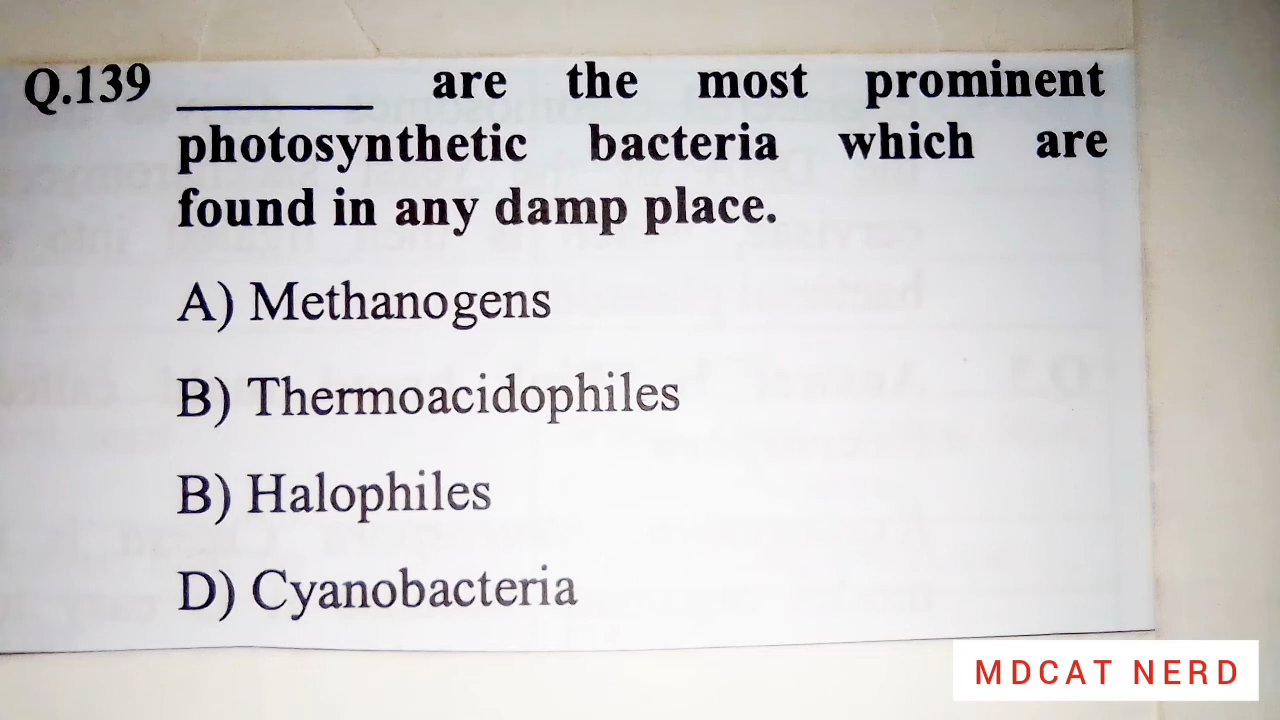 Q.139 ________ are the most prominent
photosynthetic bacteria which are
found in any damp place.
A) Methanogens
B) Thermoacidophiles
B) Halophiles
D) Cyanobacteria
MDCAT NERD